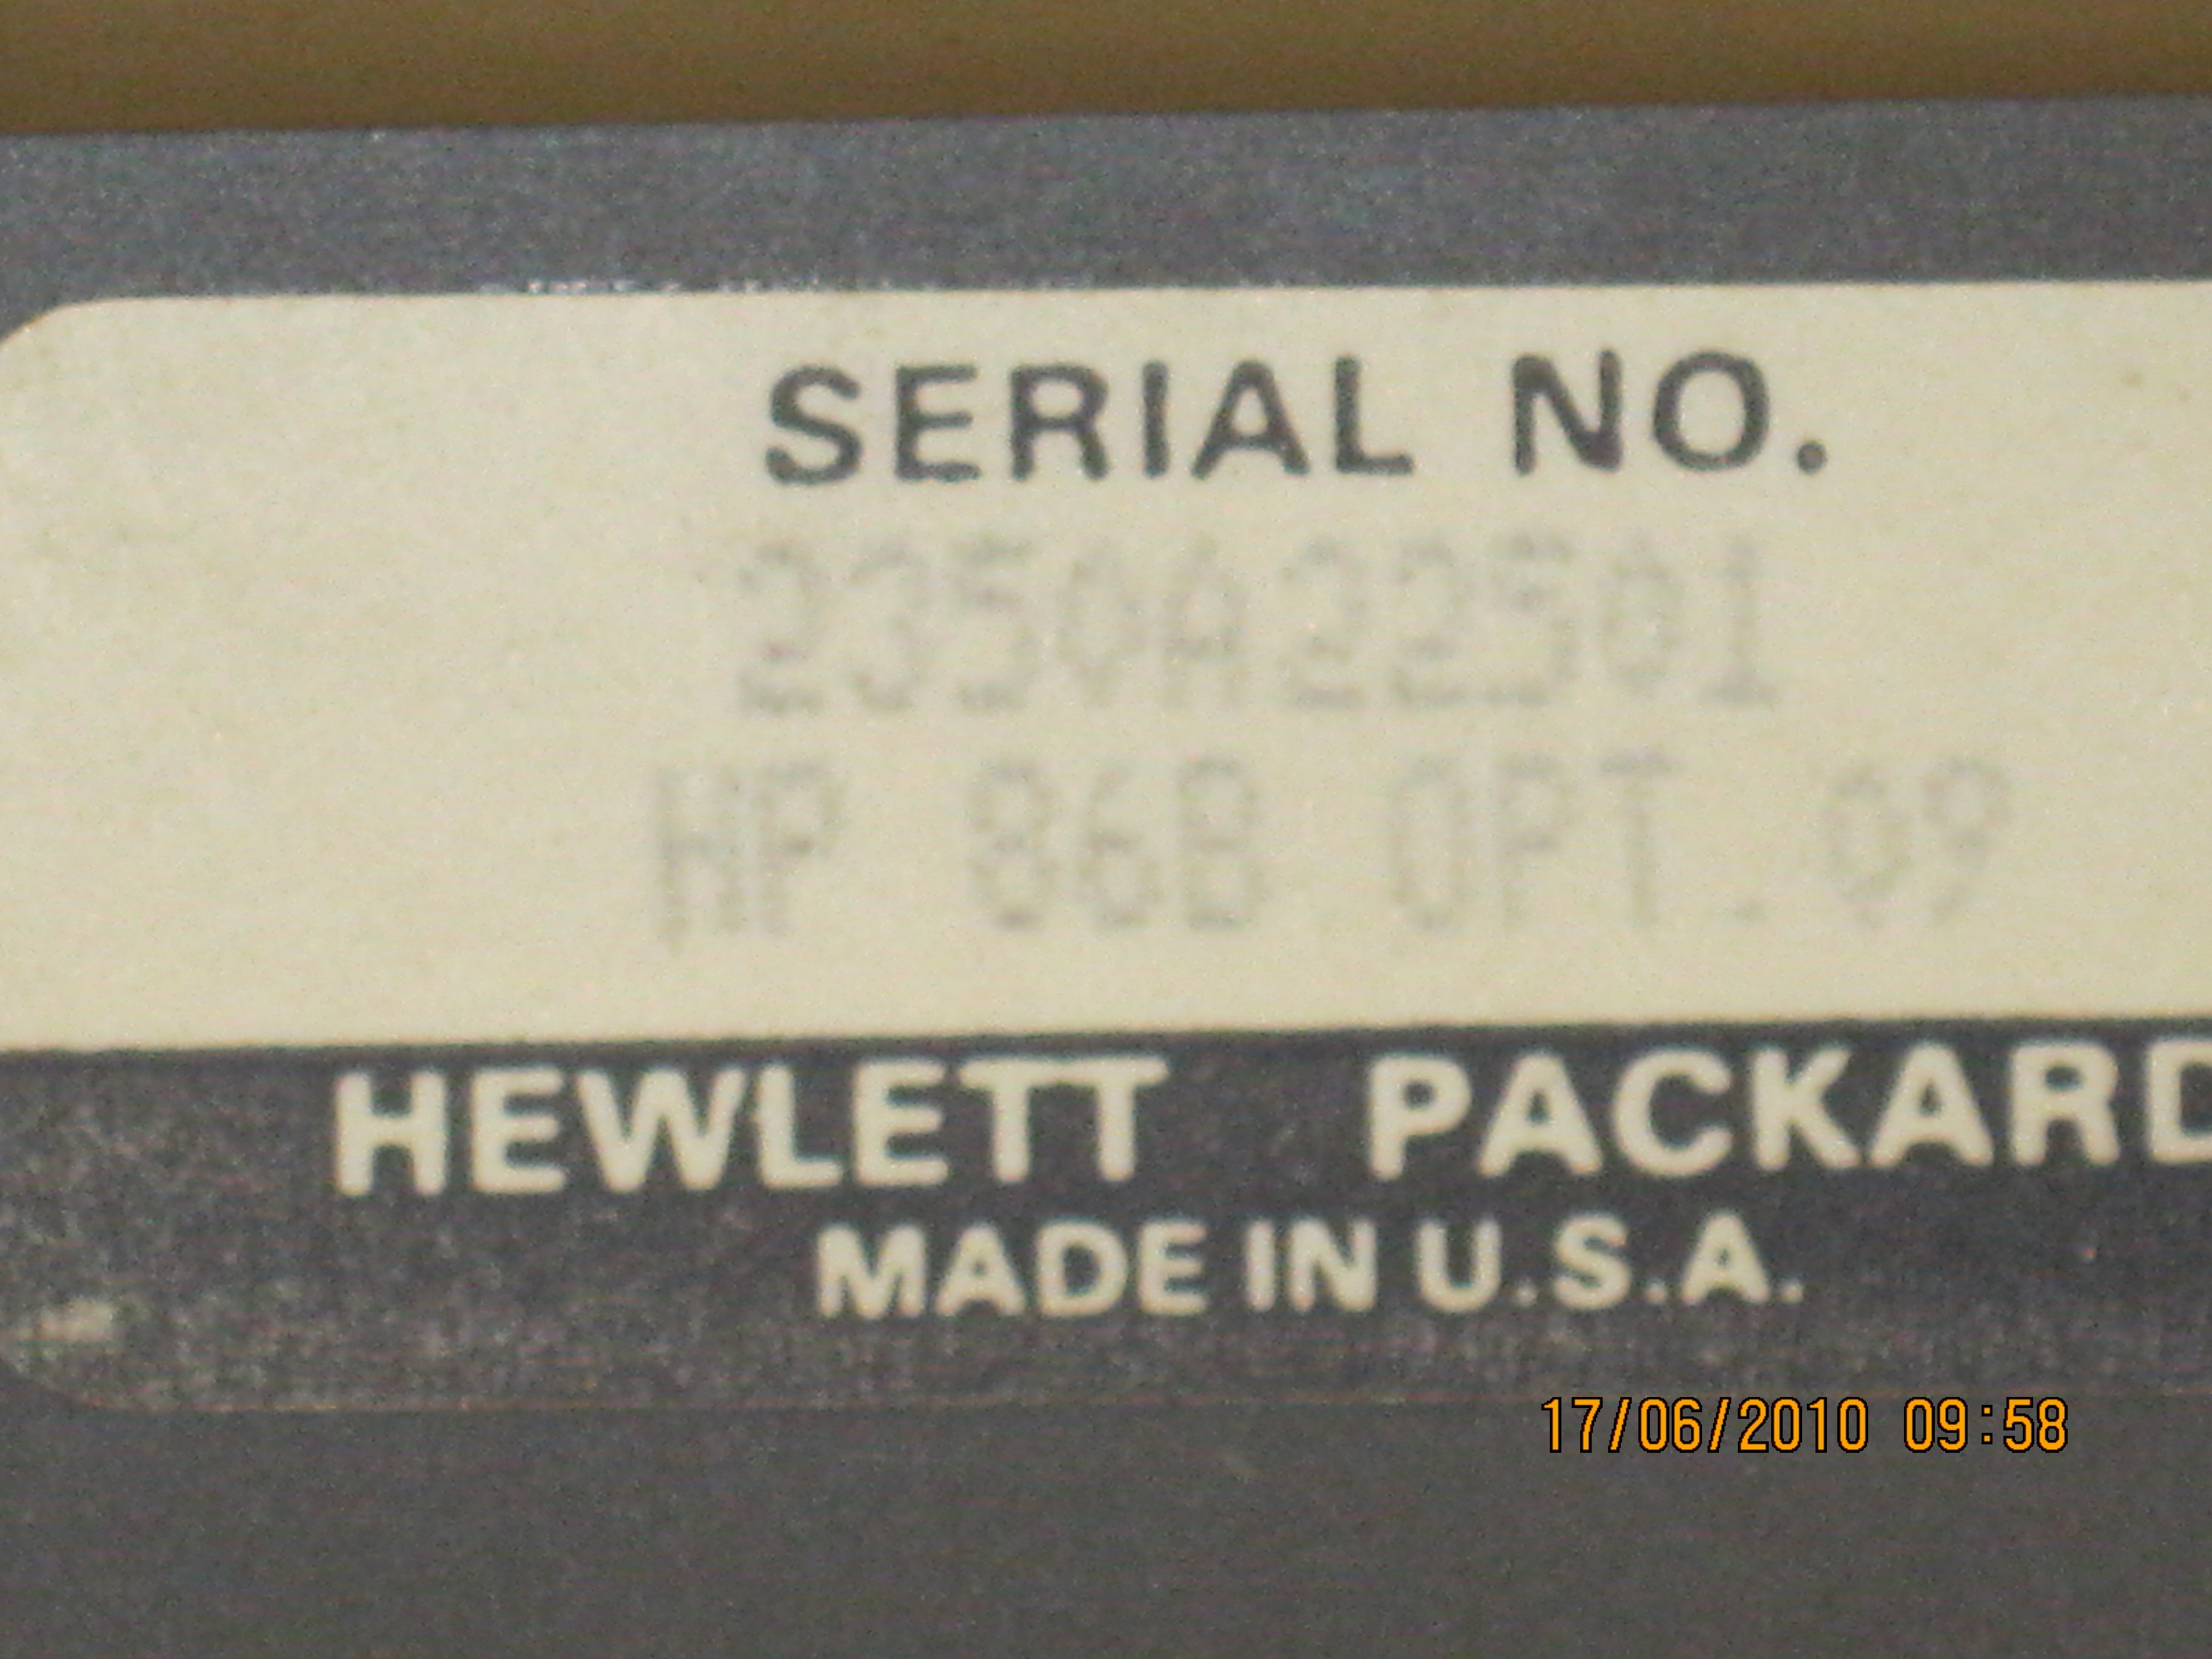 SERIAL NO.
2350A22501
HP 86B OPT. 09
HEWLETT PACKARD
MADE IN U.S.A.
17/06/2010 09:58